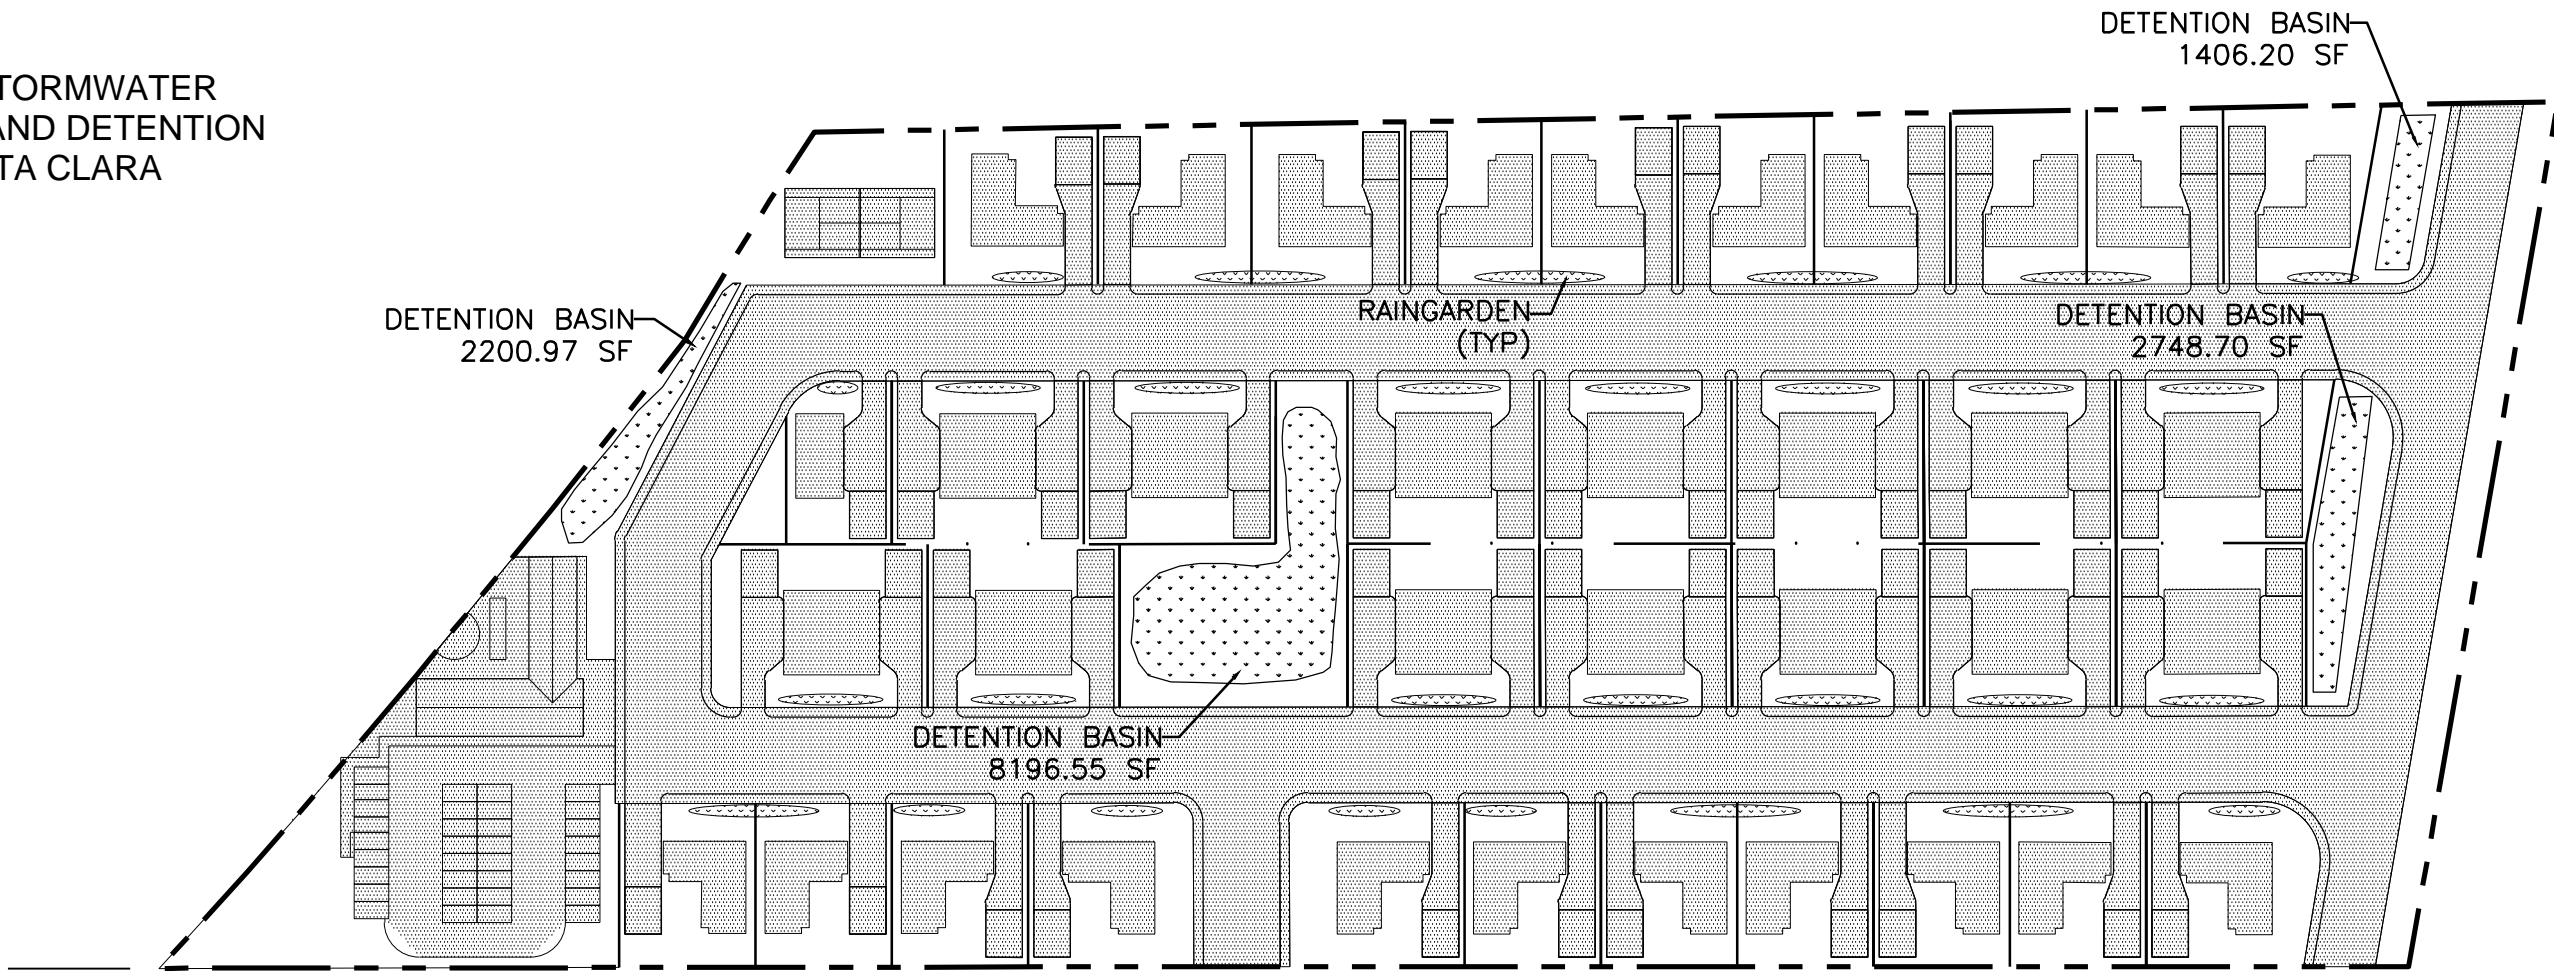 TORMWATER
AND DETENTION
TA CLARA
DETENTION BASIN
1406.20 SF
DETENTION BASIN
2200.97 SF
RAINGARDEN
(TYP)
DETENTION BASIN
2748.70 SF
DETENTION BASIN
8196.55 SF